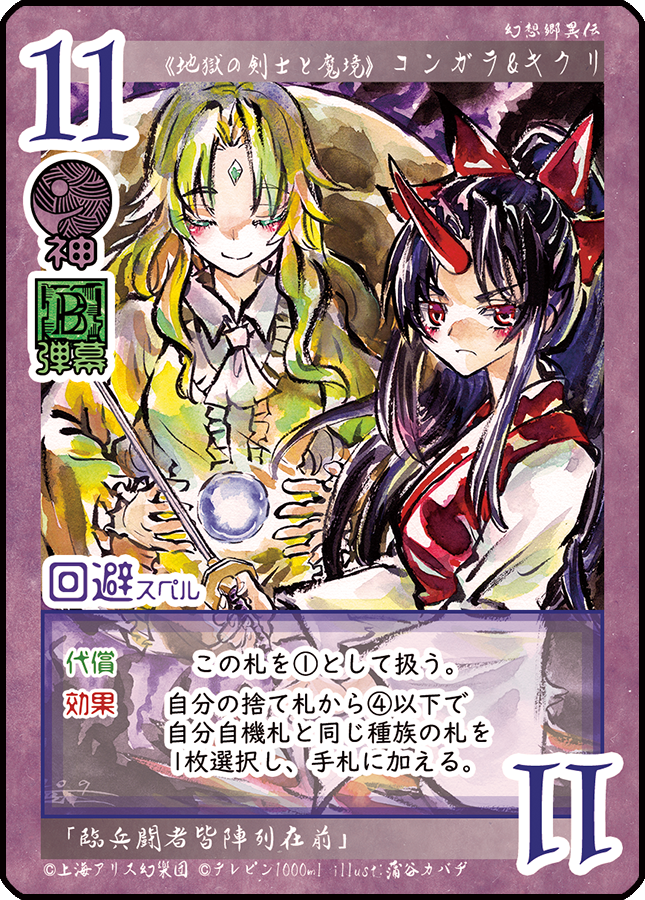 幻想郷異伝
《地獄の剣士と魔境》コンガラ&キクリ
11
神
B
弾幕
回避スペル
代償 この札を①として扱う。
効果 自分の捨て札から④以下で
自分自機札と同じ種族の札を
1枚選択し、手札に加える。
11
「臨兵闘者皆陣列在前」
©上海アリス幻樂団 ©テレピン1000ml illust:蒲谷カバヂ